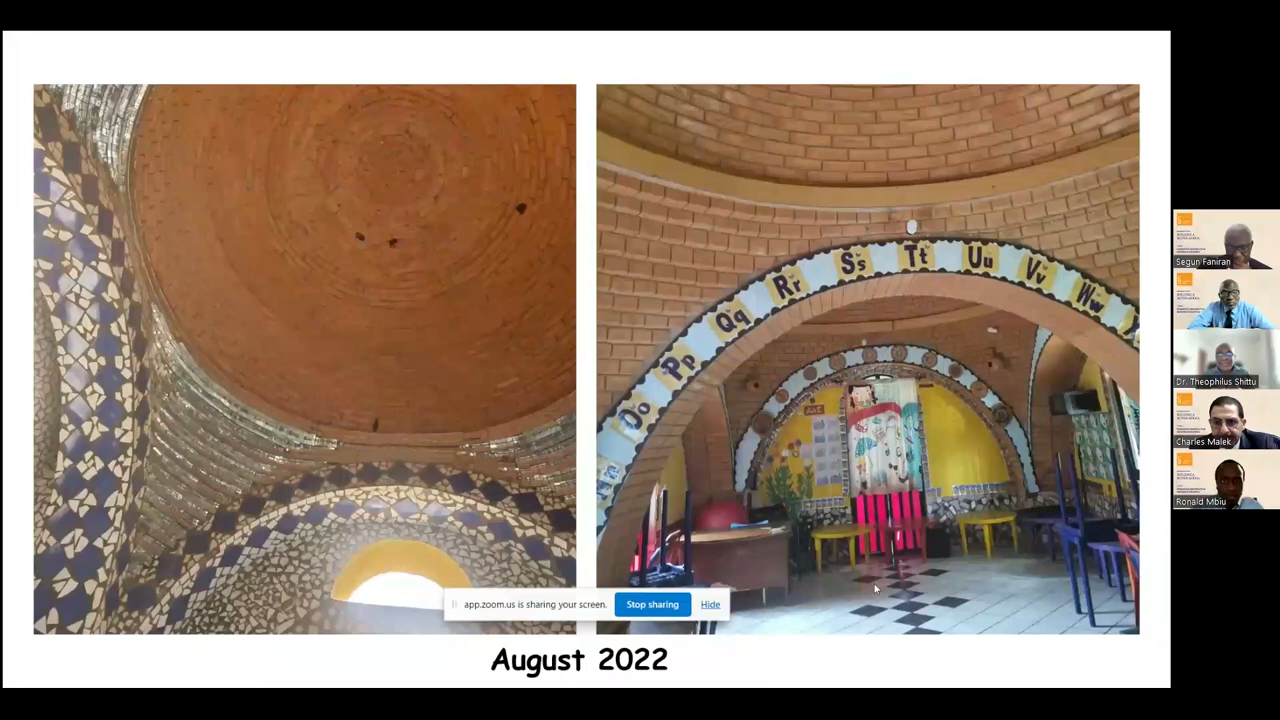 Oo
Pp
Qq
Rr
Ss
Tt
Uu
Vv
Ww
app.zoom.us is sharing your screen.
Stop sharing
Hide
August 2022
Segun Faniran
Dr. Theophilus Shittu
Charles Malek
Ronald Mbiu